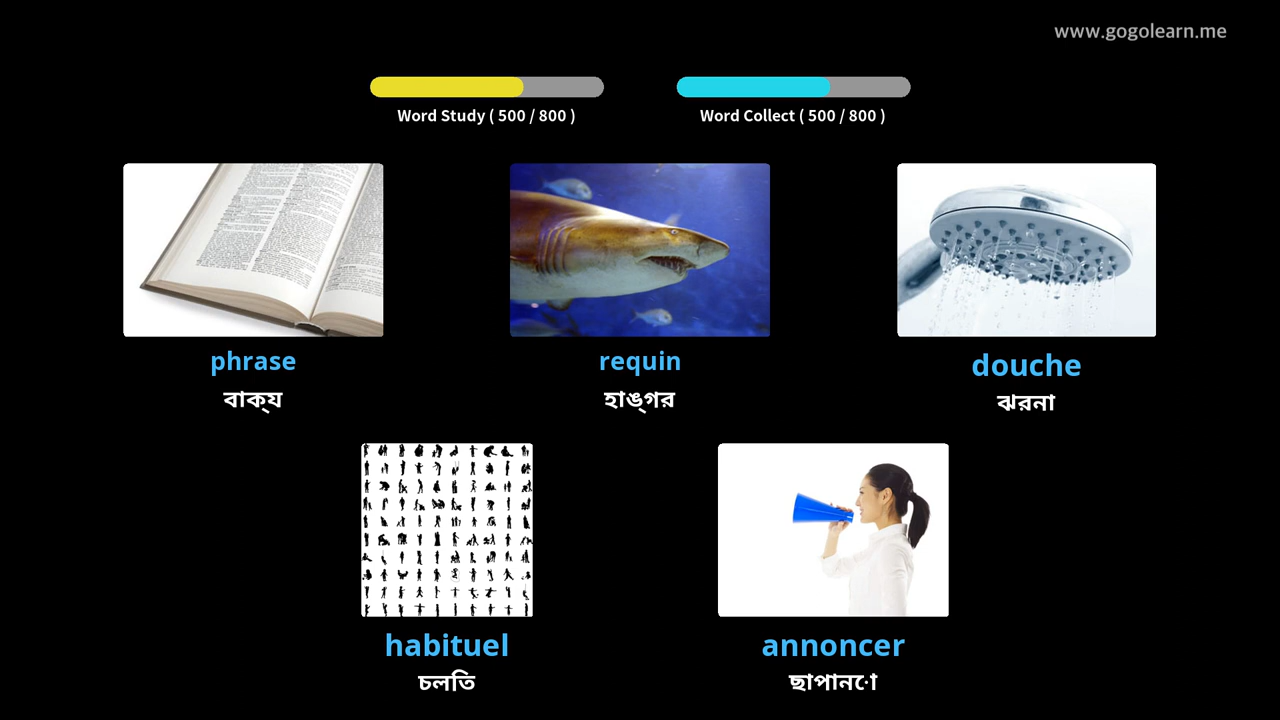 www.gogolearn.me
Word Study ( 500 / 800 )
Word Collect ( 500 / 800 )
phrase
বাক্য
requin
হাঙ্গর
douche
ঝরনা
habituel
চলতি
annoncer
ছাপানো